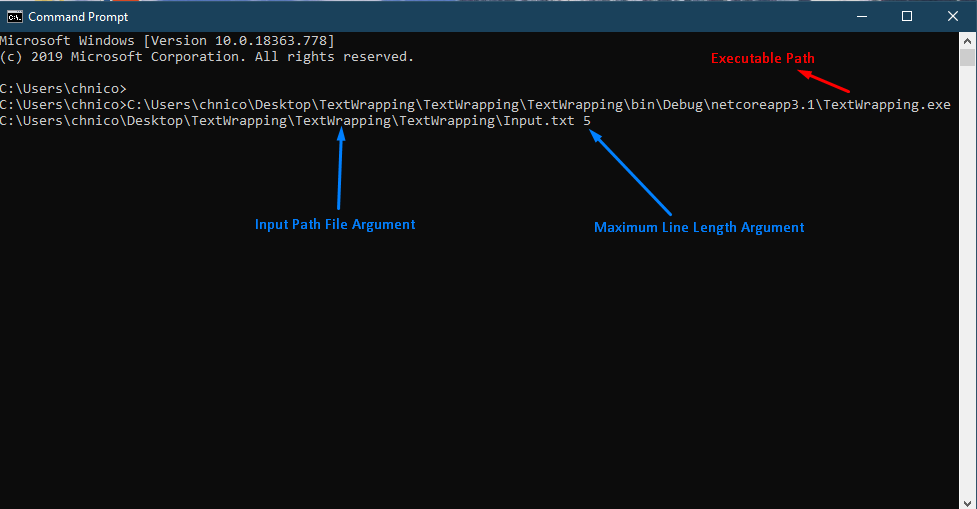 Command Prompt
Microsoft Windows [Version 10.0.18363.778]
(c) 2019 Microsoft Corporation. All rights reserved.
Executable Path
C:\Users\chnico>
C:\Users\chnico>C:\Users\chnico\Desktop\TextWrapping\TextWrapping\TextWrapping\bin\Debug\netcoreapp3.1\TextWrapping.exe
C:\Users\chnico\Desktop\TextWrapping\TextWrapping\TextWrapping\Input.txt 5
Input Path File Argument
Maximum Line Length Argument